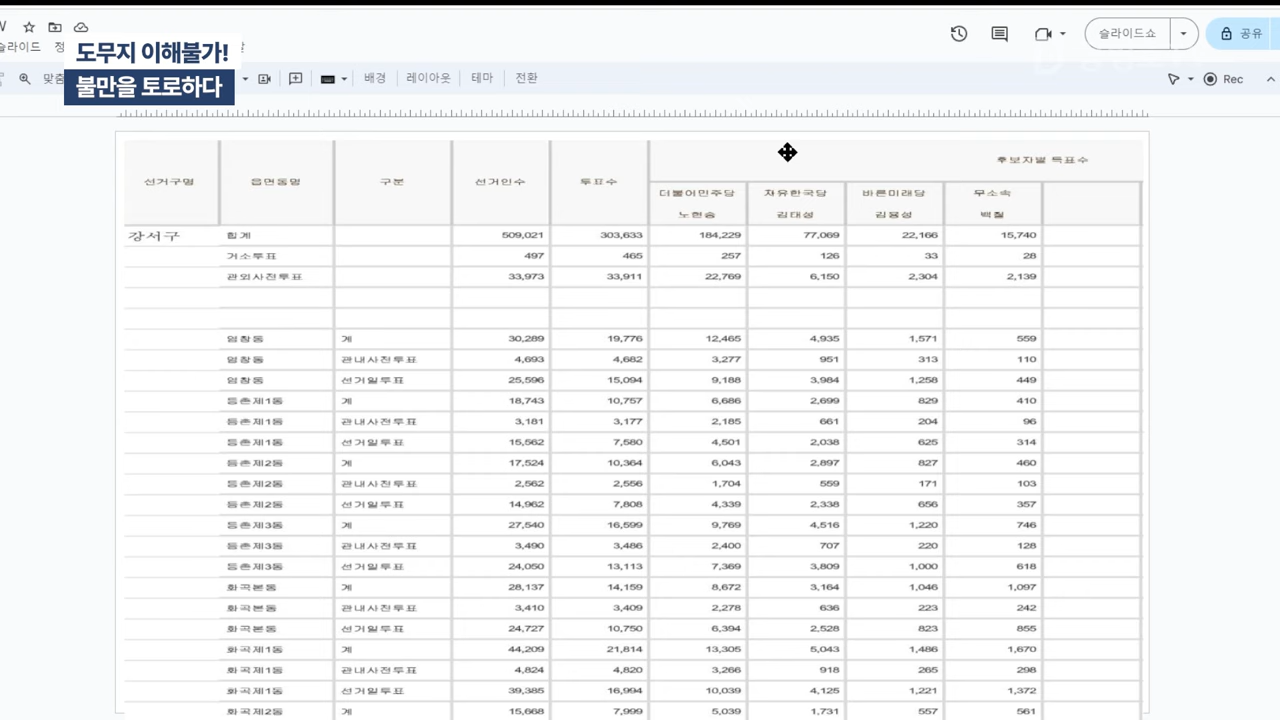 슬라이드
도무지 이해불가!
불만을 토로하다
슬라이드쇼
공유
배경 레이아웃 테마 전환
Rec
선거구명 읍면동명 구분 선거인수 투표수 후보자별 득표수
더불어민주당 자유한국당 바른미래당 무소속
노현송 김태성 김용성 백철
강서구 합계 509,021 303,633 184,229 77,069 22,166 15,740
거소투표 497 465 257 126 33 28
관외사전투표 33,973 33,911 22,769 6,150 2,304 2,139
염창동 계 30,289 19,776 12,465 4,935 1,571 559
염창동 관내사전투표 4,693 4,682 3,277 951 313 110
염창동 선거일투표 25,596 15,094 9,188 3,984 1,258 449
등촌제1동 계 18,743 10,757 6,686 2,699 829 410
등촌제1동 관내사전투표 3,181 3,177 2,185 661 204 96
등촌제1동 선거일투표 15,562 7,580 4,501 2,038 625 314
등촌제2동 계 17,524 10,364 6,043 2,897 827 460
등촌제2동 관내사전투표 2,562 2,556 1,704 559 171 103
등촌제2동 선거일투표 14,962 7,808 4,339 2,338 656 357
등촌제3동 계 27,540 16,599 9,769 4,516 1,220 746
등촌제3동 관내사전투표 3,490 3,486 2,400 707 220 128
등촌제3동 선거일투표 24,050 13,113 7,369 3,809 1,000 618
화곡본동 계 28,137 14,159 8,672 3,164 1,046 1,097
화곡본동 관내사전투표 3,410 3,409 2,278 636 223 242
화곡본동 선거일투표 24,727 10,750 6,394 2,528 823 855
화곡제1동 계 44,209 21,814 13,305 5,043 1,486 1,670
화곡제1동 관내사전투표 4,824 4,820 3,266 918 265 298
화곡제1동 선거일투표 39,385 16,994 10,039 4,125 1,221 1,372
화곡제2동 계 15,668 7,999 5,039 1,731 557 561